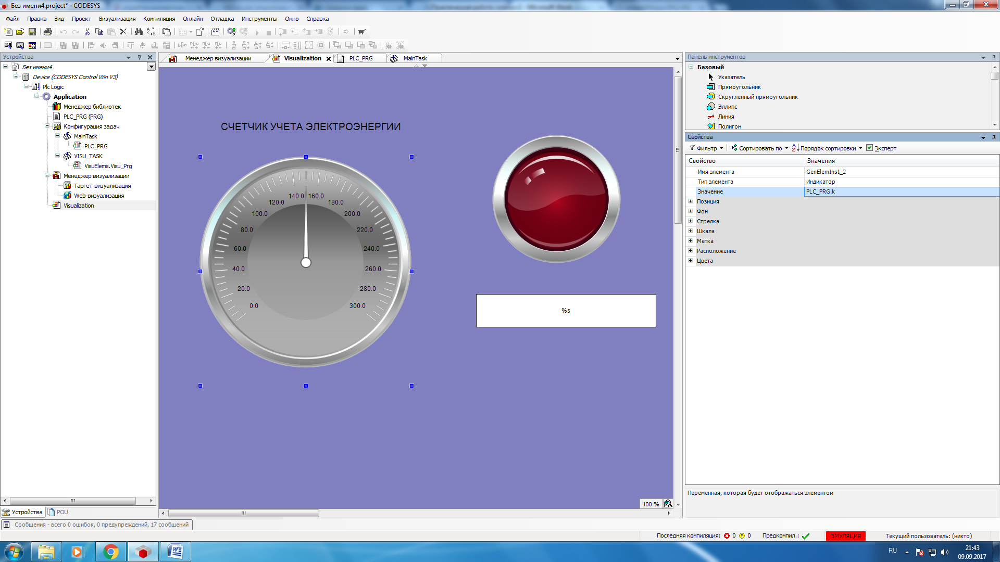 Без имени4.project* - CODESYS
Файл Правка Вид Проект Визуализация Компиляция Онлайн Отладка Инструменты Окно Справка
Устройства
Без имени4
Device (CODESYS Control Win V3)
Plc Logic
Application
Менеджер библиотек
PLC_PRG (PRG)
Конфигурация задач
MainTask
PLC_PRG
VISU_TASK
VisuElems.Visu_Prg
Менеджер визуализации
Таргет-визуализация
Web-визуализация
Visualization
Устройства POU
Менеджер визуализации Visualization PLC_PRG MainTask
СЧЕТЧИК УЧЕТА ЭЛЕКТРОЭНЕРГИИ
140.0 160.0
120.0 180.0
100.0 200.0
80.0 220.0
60.0 240.0
40.0 260.0
20.0 280.0
0.0 300.0
%s
100 %
Панель инструментов
Базовый
Указатель
Прямоугольник
Скругленный прямоугольник
Эллипс
Линия
Полигон
Свойства
Фильтр Сортировать по Порядок сортировки Эксперт
Свойство Значения
Имя элемента GenElemInst_2
Тип элемента Индикатор
Значение PLC_PRG.k
Позиция
Фон
Стрелка
Шкала
Метка
Расположение
Цвета
Переменная, которая будет отображаться элементом
Сообщения - всего 0 ошибок, 0 предупреждений, 17 сообщений
Последняя компиляция: 0 0 Предкомпил.: ЭМУЛЯЦИЯ Текущий пользователь: (никто)
RU
21:43
09.09.2017